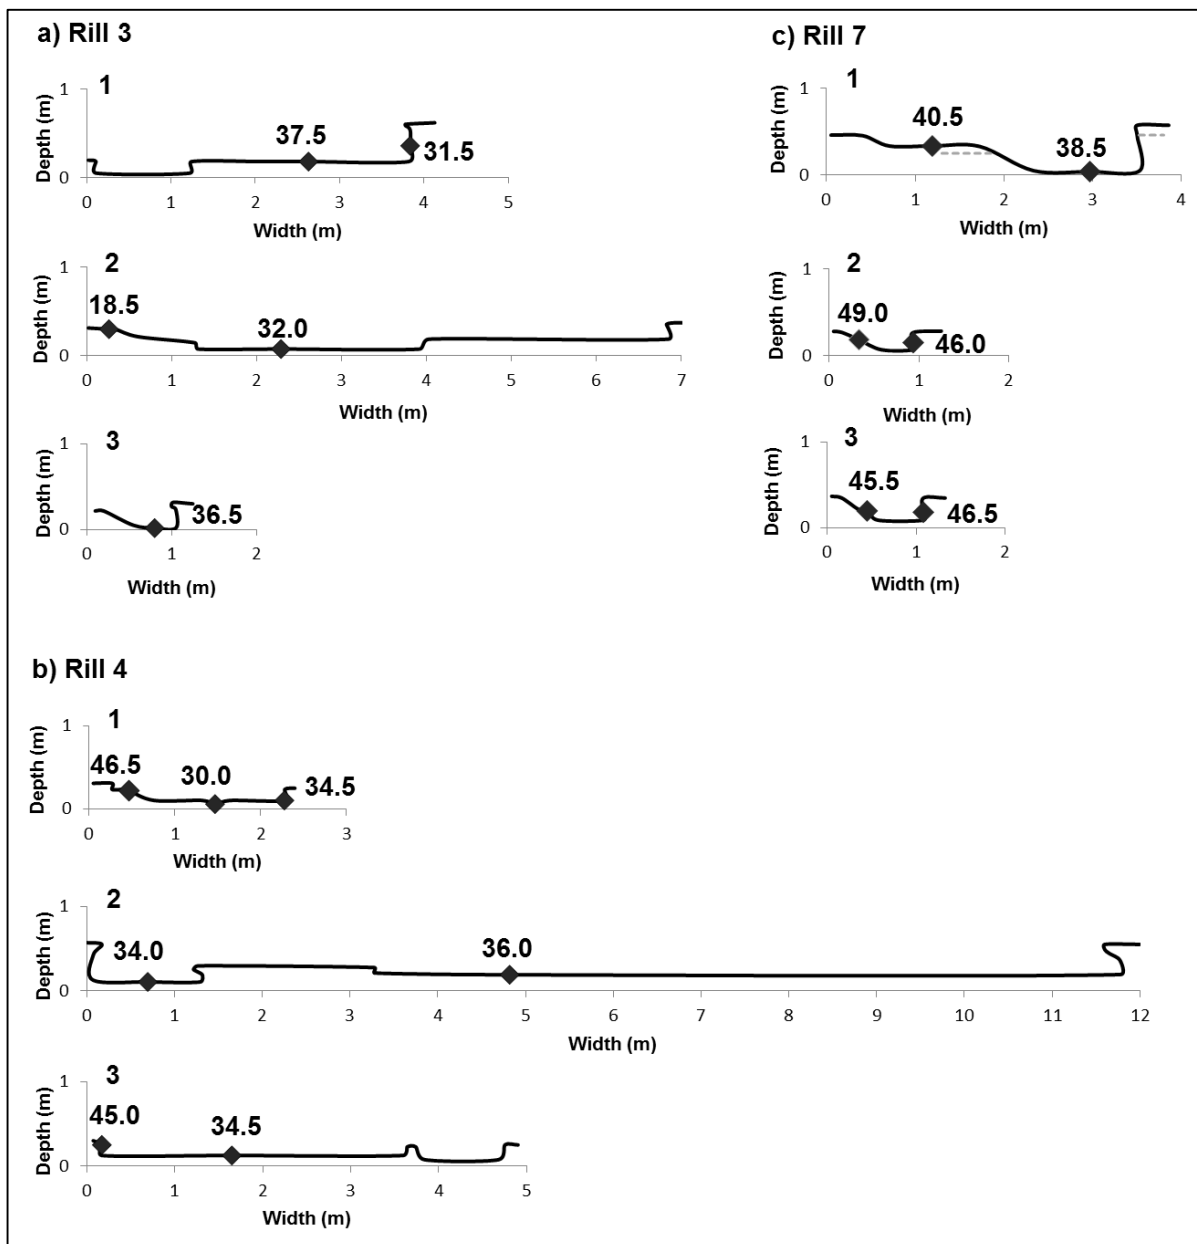 a) Rill 3
1
Depth (m)
1
0
37.5
31.5
0 1 2 3 4 5
Width (m)
2
Depth (m)
1
0
18.5
32.0
0 1 2 3 4 5 6 7
Width (m)
3
Depth (m)
1
0
36.5
0 1 2
Width (m)
c) Rill 7
1
Depth (m)
1
0
40.5
38.5
0 1 2 3 4
Width (m)
2
Depth (m)
1
0
49.0
46.0
0 1 2
Width (m)
3
Depth (m)
1
0
45.5
46.5
0 1 2
Width (m)
b) Rill 4
1
Depth (m)
1
0
46.5
30.0
34.5
0 1 2 3
Width (m)
2
Depth (m)
1
0
34.0
36.0
0 1 2 3 4 5 6 7 8 9 10 11 12
Width (m)
3
Depth (m)
1
0
45.0
34.5
0 1 2 3 4 5
Width (m)